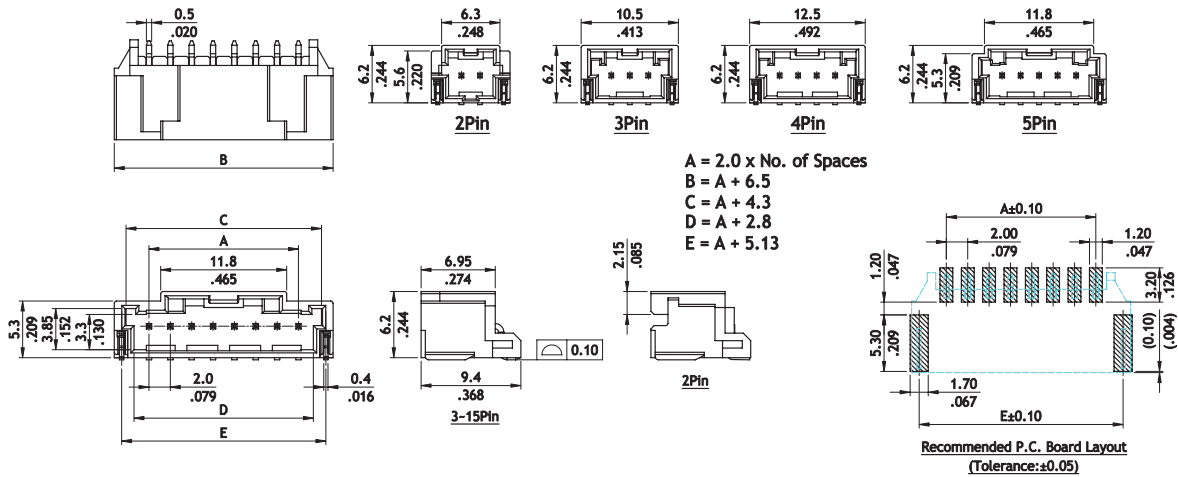 0.5
.020
B
6.3
.248
6.2
.244
5.6
.220
2Pin
10.5
.413
6.2
.244
3Pin
12.5
.492
6.2
.244
4Pin
11.8
.465
6.2
.244
5.3
.209
5Pin
A = 2.0 x No. of Spaces
B = A + 6.5
C = A + 4.3
D = A + 2.8
E = A + 5.13
C
A
11.8
.465
5.3
.209
3.85
.152
3.3
.130
2.0
.079
0.4
.016
D
E
6.95
.274
6.2
.244
0.10
9.4
.368
3~15Pin
2.15
.085
2Pin
A±0.10
2.00
.079
1.20
.047
1.20
.047
3.20
.126
5.30
.209
(0.10)
(.004)
1.70
.067
E±0.10
Recommended P.C. Board Layout
(Tolerance:±0.05)